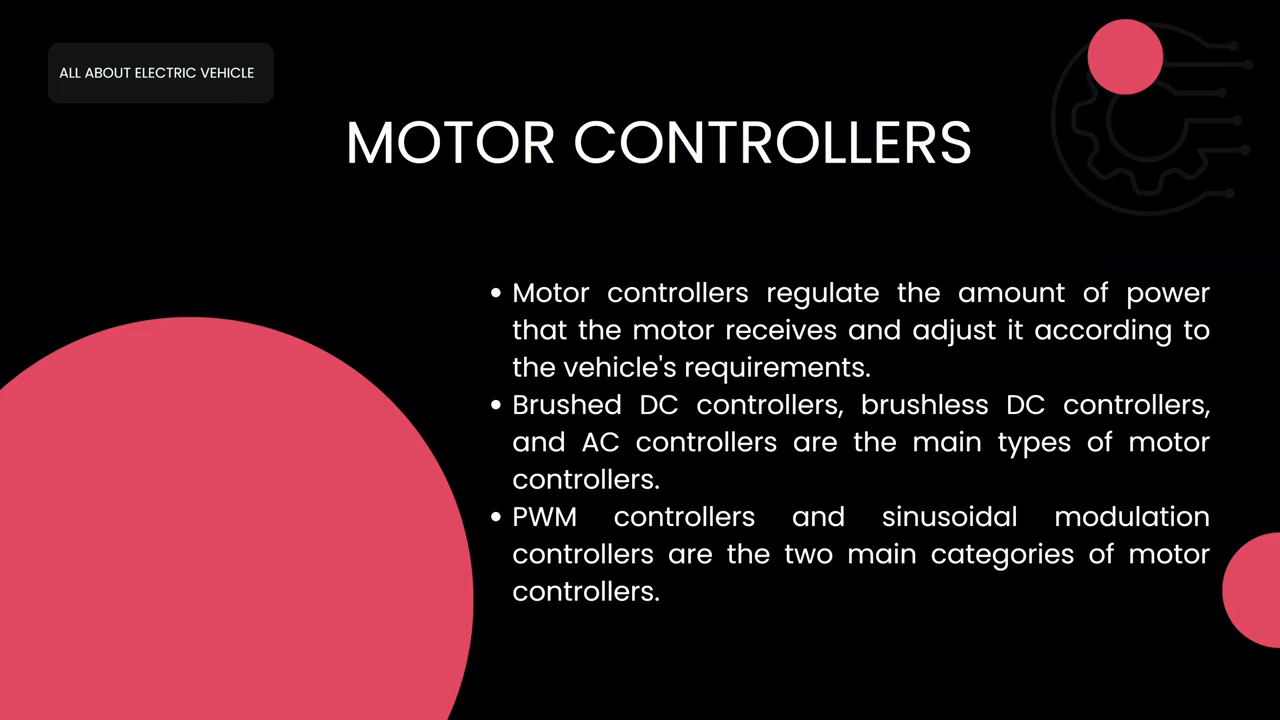 ALL ABOUT ELECTRIC VEHICLE
MOTOR CONTROLLERS
• Motor controllers regulate the amount of power
that the motor receives and adjust it according to
the vehicle's requirements.
• Brushed DC controllers, brushless DC controllers,
and AC controllers are the main types of motor
controllers.
• PWM controllers and sinusoidal modulation
controllers are the two main categories of motor
controllers.